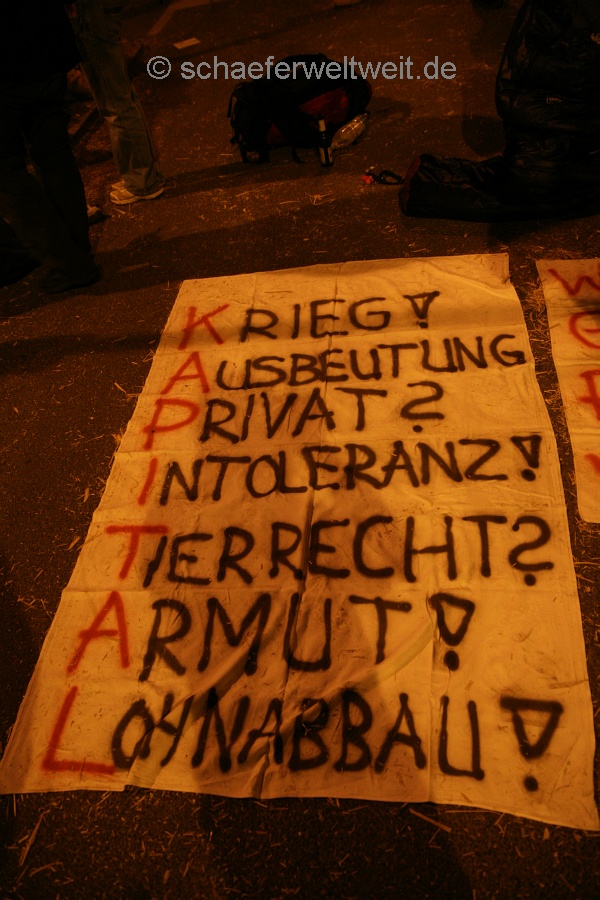 © schaeferweltweit.de
KRIEG!
AUSBEUTUNG
PRIVAT?
INTOLERANZ!
TIERRECHT?
ARMUT!
LOHNABBAU!
W